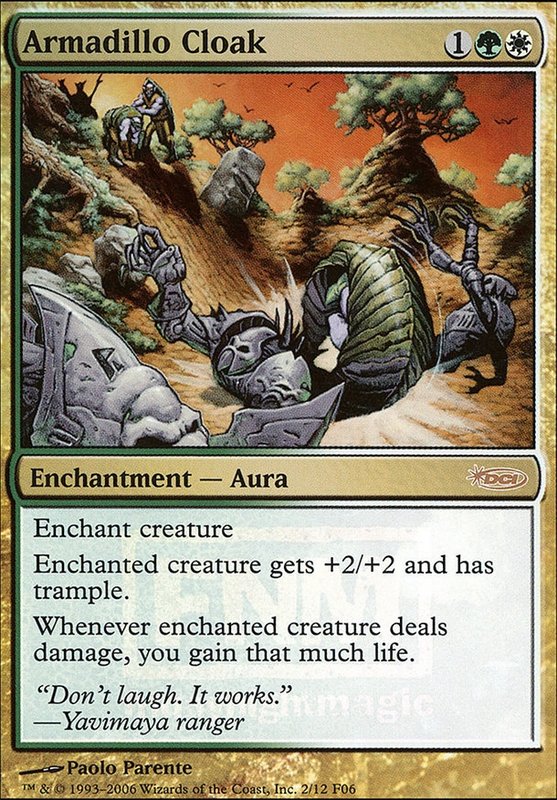 Armadillo Cloak 1
Enchantment — Aura
DCI
Enchant creature
Enchanted creature gets +2/+2 and has
trample.
Whenever enchanted creature deals
damage, you gain that much life.
"Don't laugh. It works."
—Yavimaya ranger
FNM
Paolo Parente
™ & © 1993–2006 Wizards of the Coast, Inc. 2/12 F06